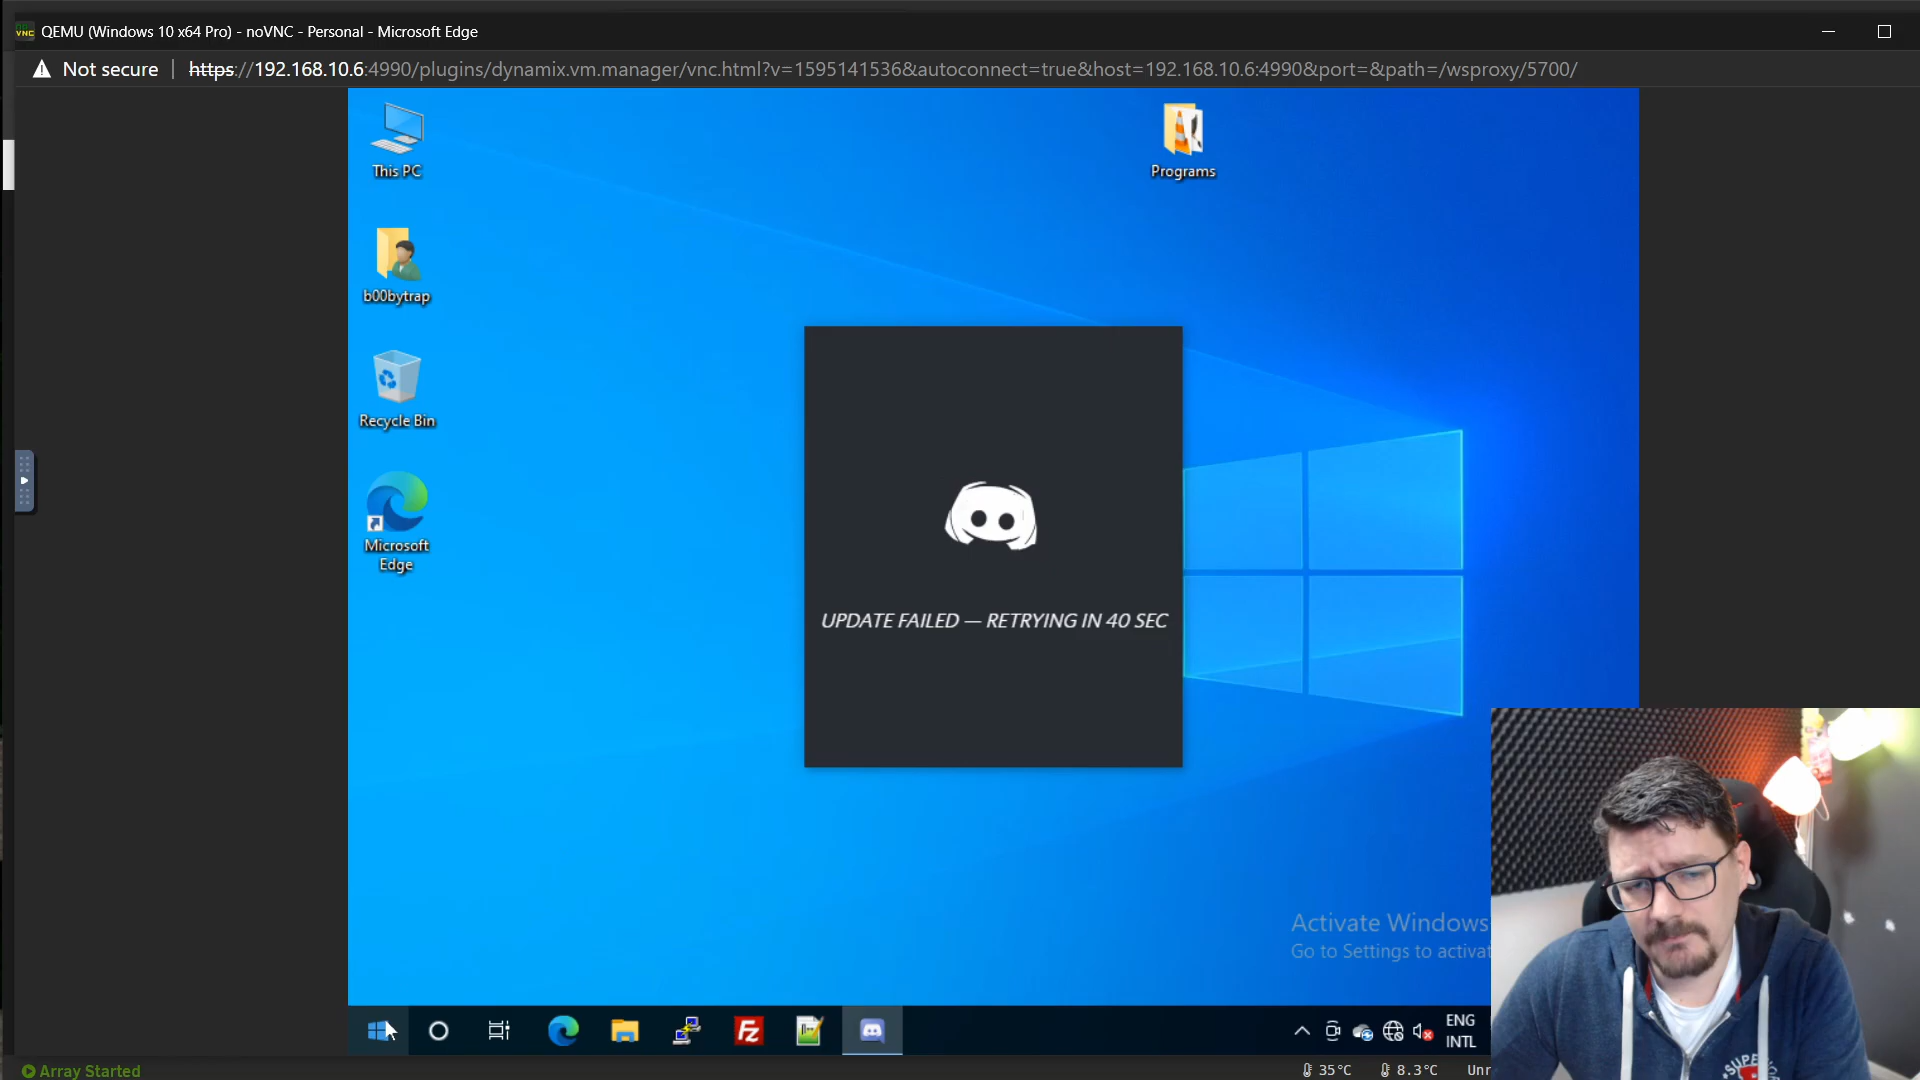 QEMU (Windows 10 x64 Pro) - noVNC - Personal - Microsoft Edge
Not secure | https://192.168.10.6:4990/plugins/dynamix.vm.manager/vnc.html?v=1595141536&autoconnect=true&host=192.168.10.6:4990&port=&path=/wsproxy/5700/
This PC
Programs
b00bytrap
Recycle Bin
Microsoft
Edge
UPDATE FAILED — RETRYING IN 40 SEC
Activate Windows
Go to Settings to activat
ENG
INTL
Array Started
35°C
8.3°C
Unr